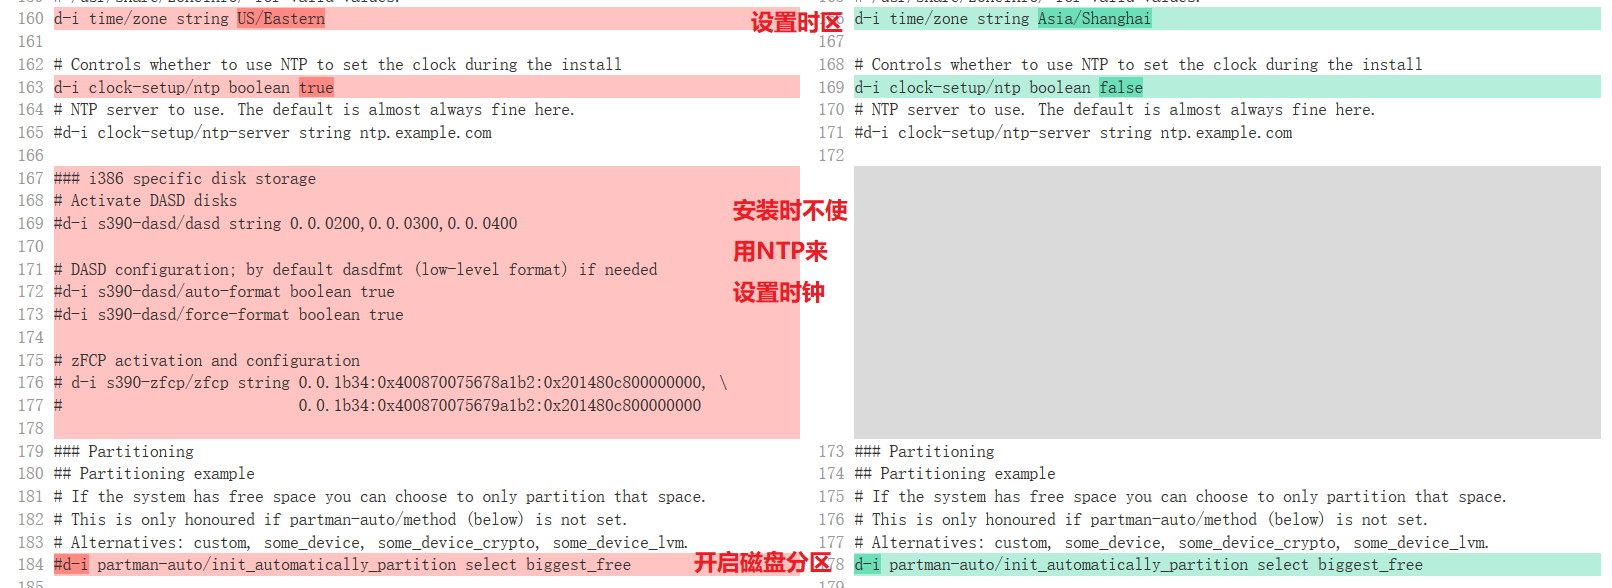 160 d-i time/zone string US/Eastern
161
162 # Controls whether to use NTP to set the clock during the install
163 d-i clock-setup/ntp boolean true
164 # NTP server to use. The default is almost always fine here.
165 #d-i clock-setup/ntp-server string ntp.example.com
166
167 ### i386 specific disk storage
168 # Activate DASD disks
169 #d-i s390-dasd/dasd string 0.0.0200,0.0.0300,0.0.0400
170
171 # DASD configuration; by default dasdfmt (low-level format) if needed
172 #d-i s390-dasd/auto-format boolean true
173 #d-i s390-dasd/force-format boolean true
174
175 # zFCP activation and configuration
176 # d-i s390-zfcp/zfcp string 0.0.1b34:0x400870075678a1b2:0x201480c800000000, \
177 #                           0.0.1b34:0x400870075679a1b2:0x201480c800000000
178
179 ### Partitioning
180 ## Partitioning example
181 # If the system has free space you can choose to only partition that space.
182 # This is only honoured if partman-auto/method (below) is not set.
183 # Alternatives: custom, some_device, some_device_crypto, some_device_lvm.
184 #d-i partman-auto/init_automatically_partition select biggest_free
设置时区
安装时不使
用NTP来
设置时钟
开启磁盘分区
d-i time/zone string Asia/Shanghai
167
168 # Controls whether to use NTP to set the clock during the install
169 d-i clock-setup/ntp boolean false
170 # NTP server to use. The default is almost always fine here.
171 #d-i clock-setup/ntp-server string ntp.example.com
172
173 ### Partitioning
174 ## Partitioning example
175 # If the system has free space you can choose to only partition that space.
176 # This is only honoured if partman-auto/method (below) is not set.
177 # Alternatives: custom, some_device, some_device_crypto, some_device_lvm.
d-i partman-auto/init_automatically_partition select biggest_free